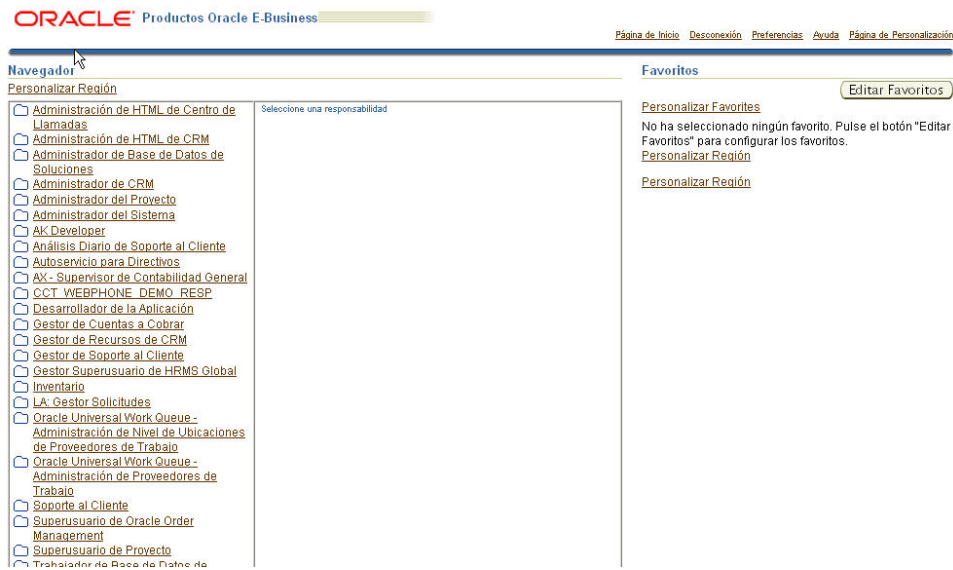 ORACLE Productos Oracle E-Business
Página de Inicio Desconexión Preferencias Ayuda Página de Personalización
Navegador
Personalizar Región
Administración de HTML de Centro de
Llamadas
Administración de HTML de CRM
Administrador de Base de Datos de
Soluciones
Administrador de CRM
Administrador del Proyecto
Administrador del Sistema
AK Developer
Análisis Diario de Soporte al Cliente
Autoservicio para Directivos
AX - Supervisor de Contabilidad General
CCT_WEBPHONE_DEMO_RESP
Desarrollador de la Aplicación
Gestor de Cuentas a Cobrar
Gestor de Recursos de CRM
Gestor de Soporte al Cliente
Gestor Superusuario de HRMS Global
Inventario
LA: Gestor Solicitudes
Oracle Universal Work Queue -
Administración de Nivel de Ubicaciones
de Proveedores de Trabajo
Oracle Universal Work Queue -
Administración de Proveedores de
Trabajo
Soporte al Cliente
Superusuario de Oracle Order
Management
Superusuario de Proyecto
Trabajador de Base de Datos de
Seleccione una responsabilidad
Favoritos
Editar Favoritos
Personalizar Favorites
No ha seleccionado ningún favorito. Pulse el botón "Editar
Favoritos" para configurar los favoritos.
Personalizar Región
Personalizar Región